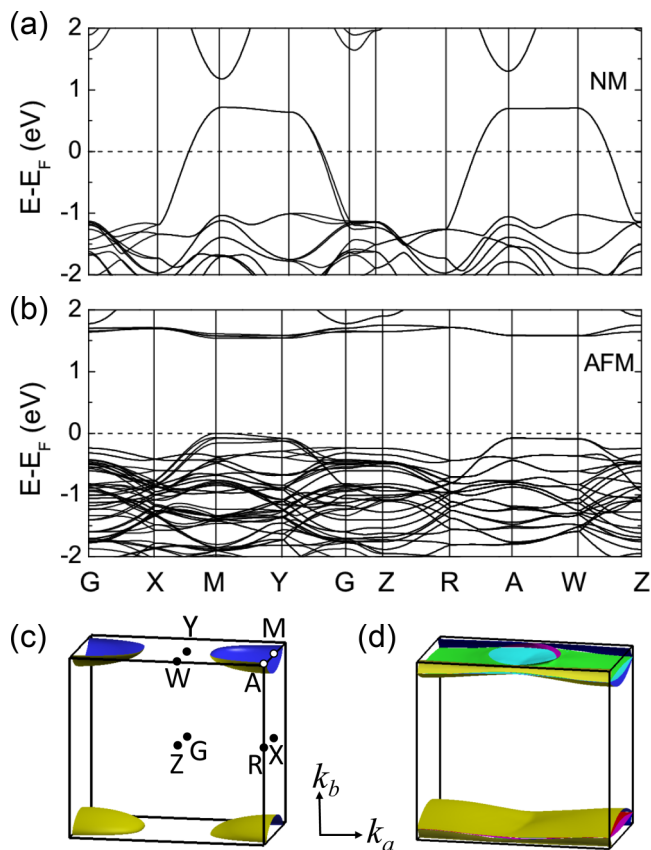 (a)
2
1
0
-1
-2
E-E_F (eV)
NM
(b)
2
1
0
-1
-2
E-E_F (eV)
AFM
G X M Y G Z R A W Z
(c)
Y
M
W
A
G
Z
X
R
k_b
k_a
(d)